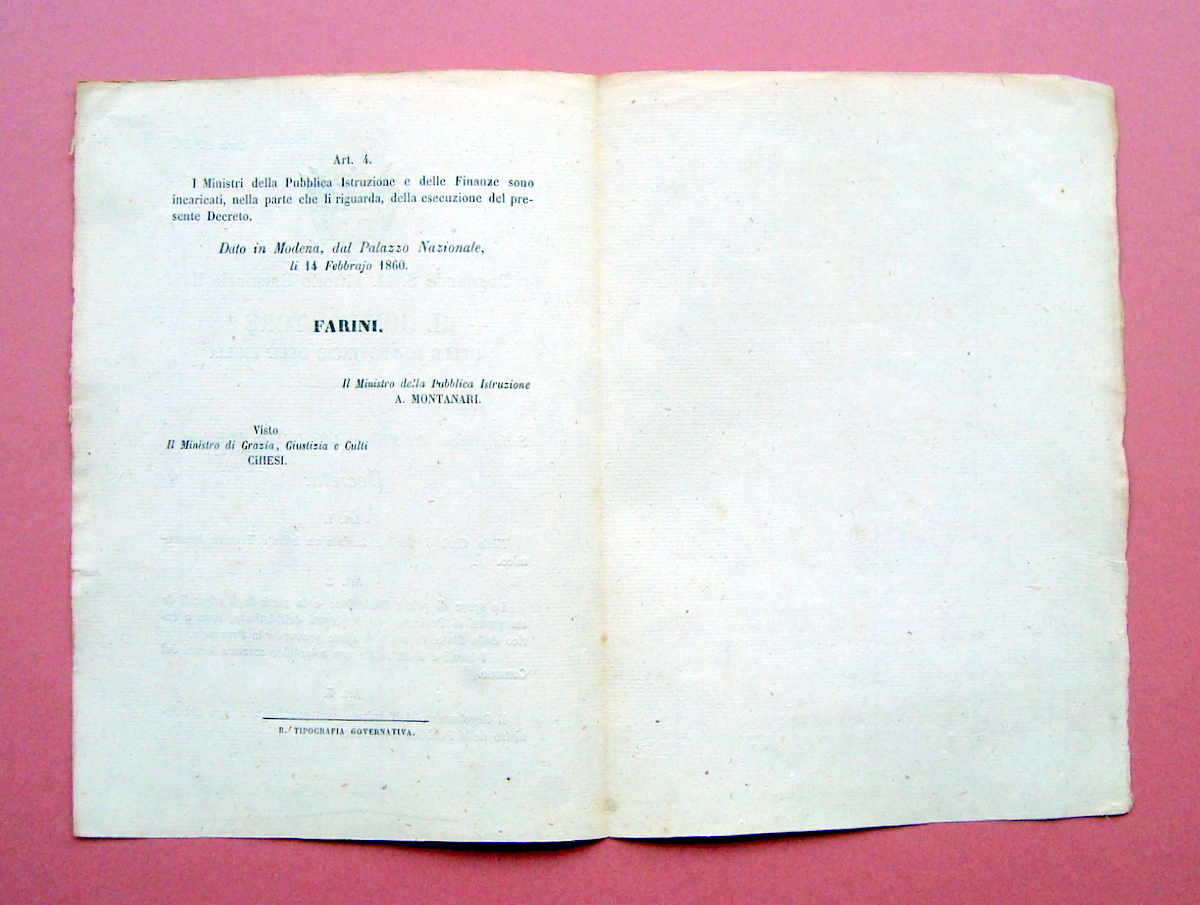 Art. 4.
I Ministri della Pubblica Istruzione e delle Finanze sono
incaricati, nella parte che li riguarda, della esecuzione del pre-
sente Decreto.
Dato in Modena, dal Palazzo Nazionale,
li 14 Febbrajo 1860.
FARINI.
Il Ministro della Pubblica Istruzione
A. MONTANARI.
Visto
Il Ministro di Grazia, Giustizia e Culti
CHIESI.
R. TIPOGRAFIA GOVERNATIVA.